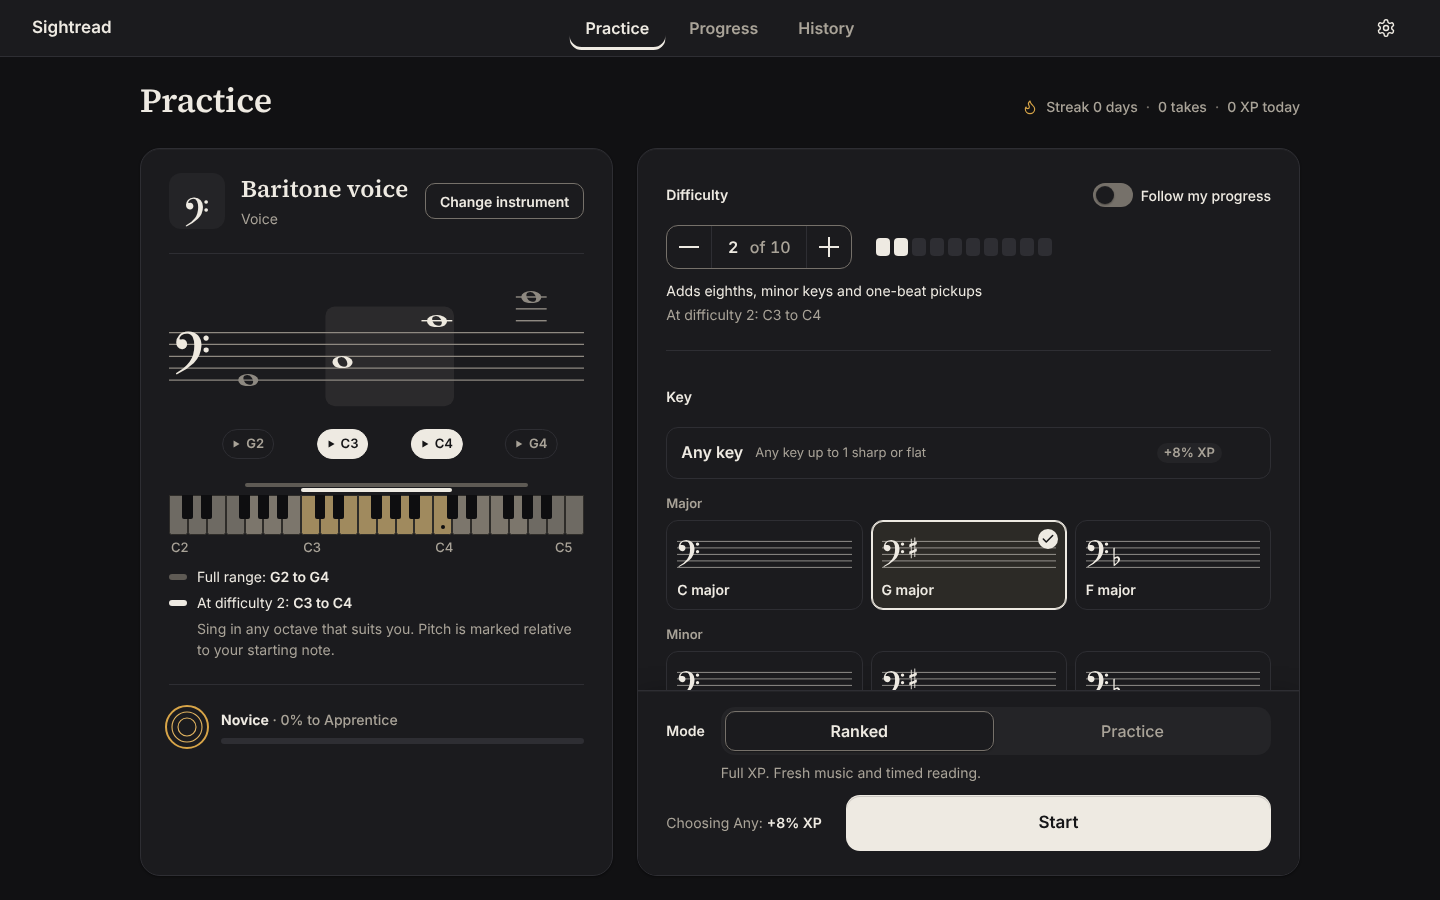 Sightread
Practice
Progress
History
Practice
Streak 0 days · 0 takes · 0 XP today
Baritone voice
Voice
Change instrument
G2
C3
C4
G4
C2
C3
C4
C5
Full range: G2 to G4
At difficulty 2: C3 to C4
Sing in any octave that suits you. Pitch is marked relative
to your starting note.
Novice · 0% to Apprentice
Difficulty
Follow my progress
2 of 10
Adds eighths, minor keys and one-beat pickups
At difficulty 2: C3 to C4
Key
Any key Any key up to 1 sharp or flat +8% XP
Major
C major
G major
F major
Minor
Mode
Ranked
Practice
Full XP. Fresh music and timed reading.
Choosing Any: +8% XP
Start